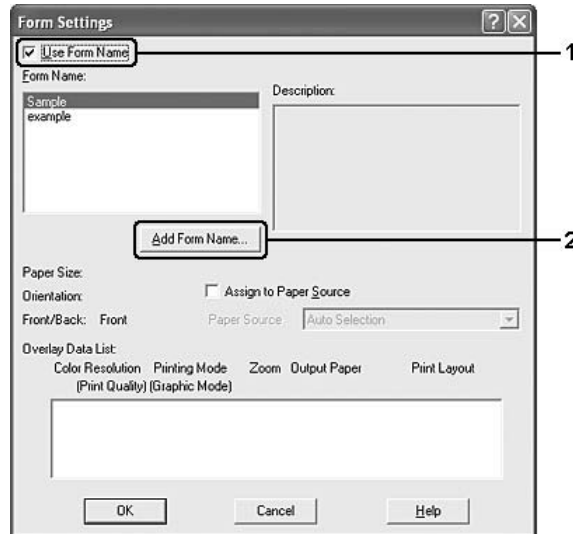 Form Settings
Use Form Name
1
Form Name:
Description:
Sample
example
Add Form Name...
2
Paper Size:
Orientation:
Assign to Paper Source
Front/Back: Front
Paper Source
Auto Selection
Overlay Data List:
Color Resolution Printing Mode Zoom Output Paper Print Layout
(Print Quality) (Graphic Mode)
OK Cancel Help